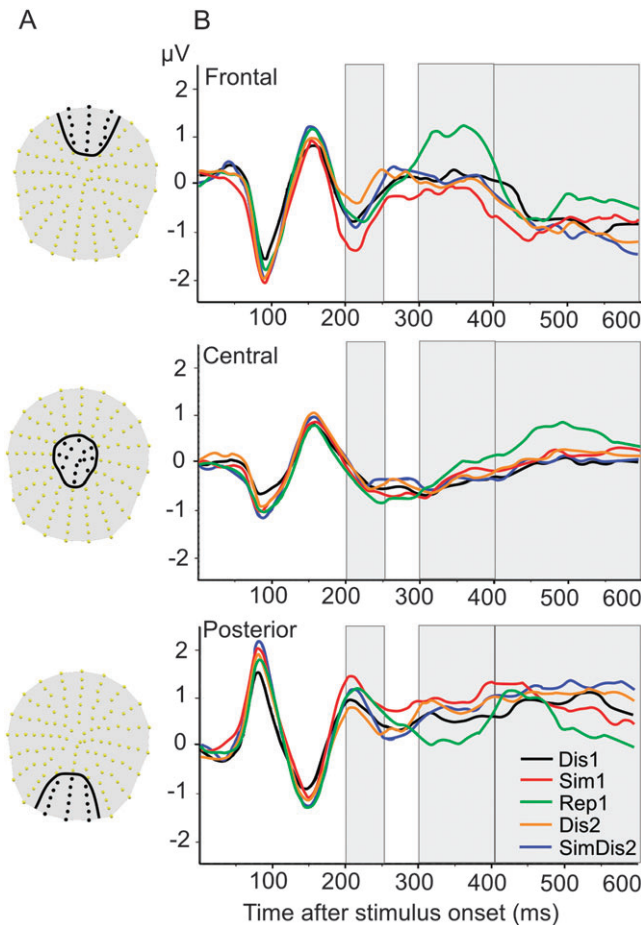 A B
µV
Frontal
2
1
0
-1
-2
100 200 300 400 500 600
Central
2
1
0
-1
-2
100 200 300 400 500 600
Posterior
2
1
0
-1
-2
Dis1
Sim1
Rep1
Dis2
SimDis2
100 200 300 400 500 600
Time after stimulus onset (ms)